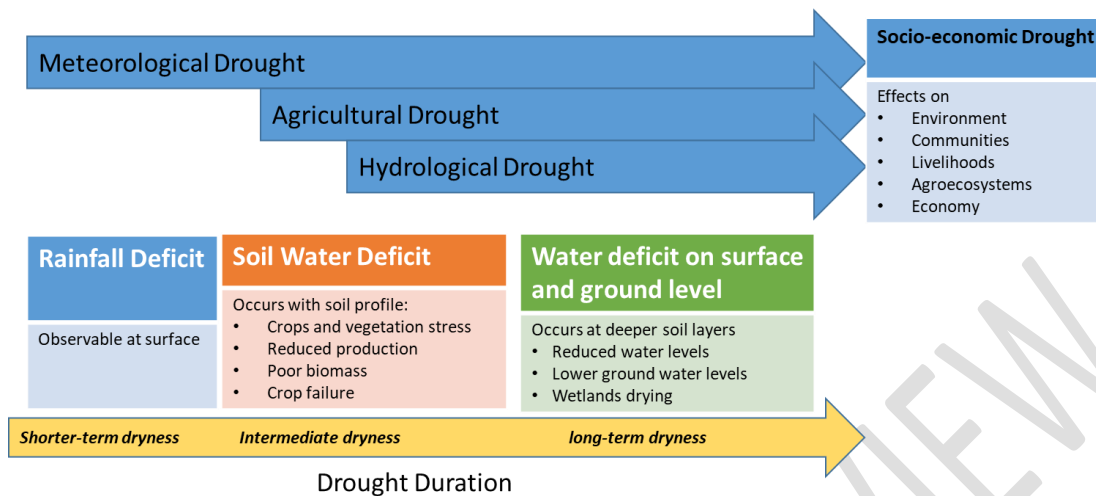 Meteorological Drought
Agricultural Drought
Hydrological Drought
Socio-economic Drought
Effects on
• Environment
• Communities
• Livelihoods
• Agroecosystems
• Economy
Rainfall Deficit
Observable at surface
Soil Water Deficit
Occurs with soil profile:
• Crops and vegetation stress
• Reduced production
• Poor biomass
• Crop failure
Water deficit on surface
and ground level
Occurs at deeper soil layers
• Reduced water levels
• Lower ground water levels
• Wetlands drying
Shorter-term dryness
Intermediate dryness
long-term dryness
Drought Duration
VIEW